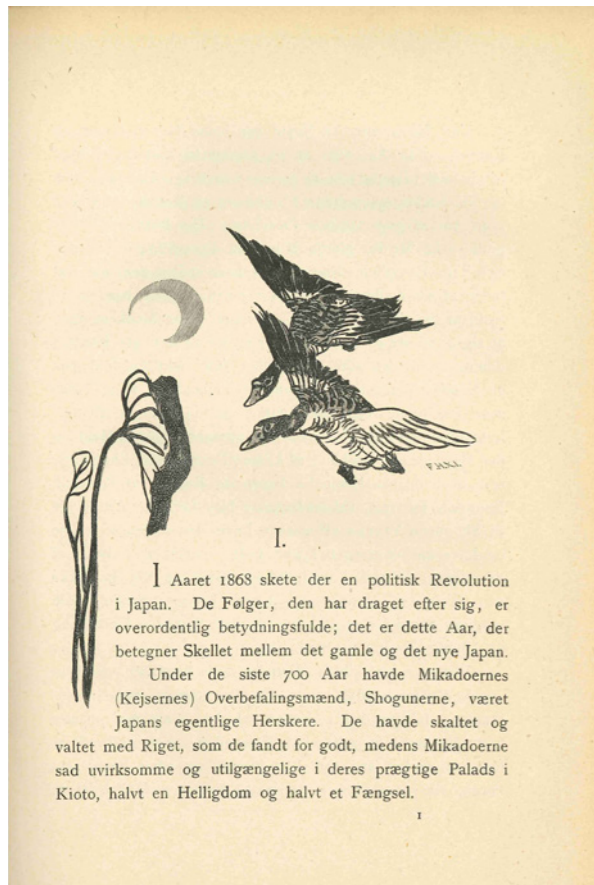 I.
I Aaret 1868 skete der en politisk Revolution
i Japan. De Følger, den har draget efter sig, er
overordentlig betydningsfulde; det er dette Aar, der
betegner Skellet mellem det gamle og det nye Japan.
Under de siste 700 Aar havde Mikadoernes
(Kejsernes) Overbefalingsmænd, Shogunerne, været
Japans egentlige Herskere. De havde skaltet og
valtet med Riget, som de fandt for godt, medens Mikadoerne
sad uvirksomme og utilgængelige i deres prægtige Palads i
Kioto, halvt en Helligdom og halvt et Fængsel.
1